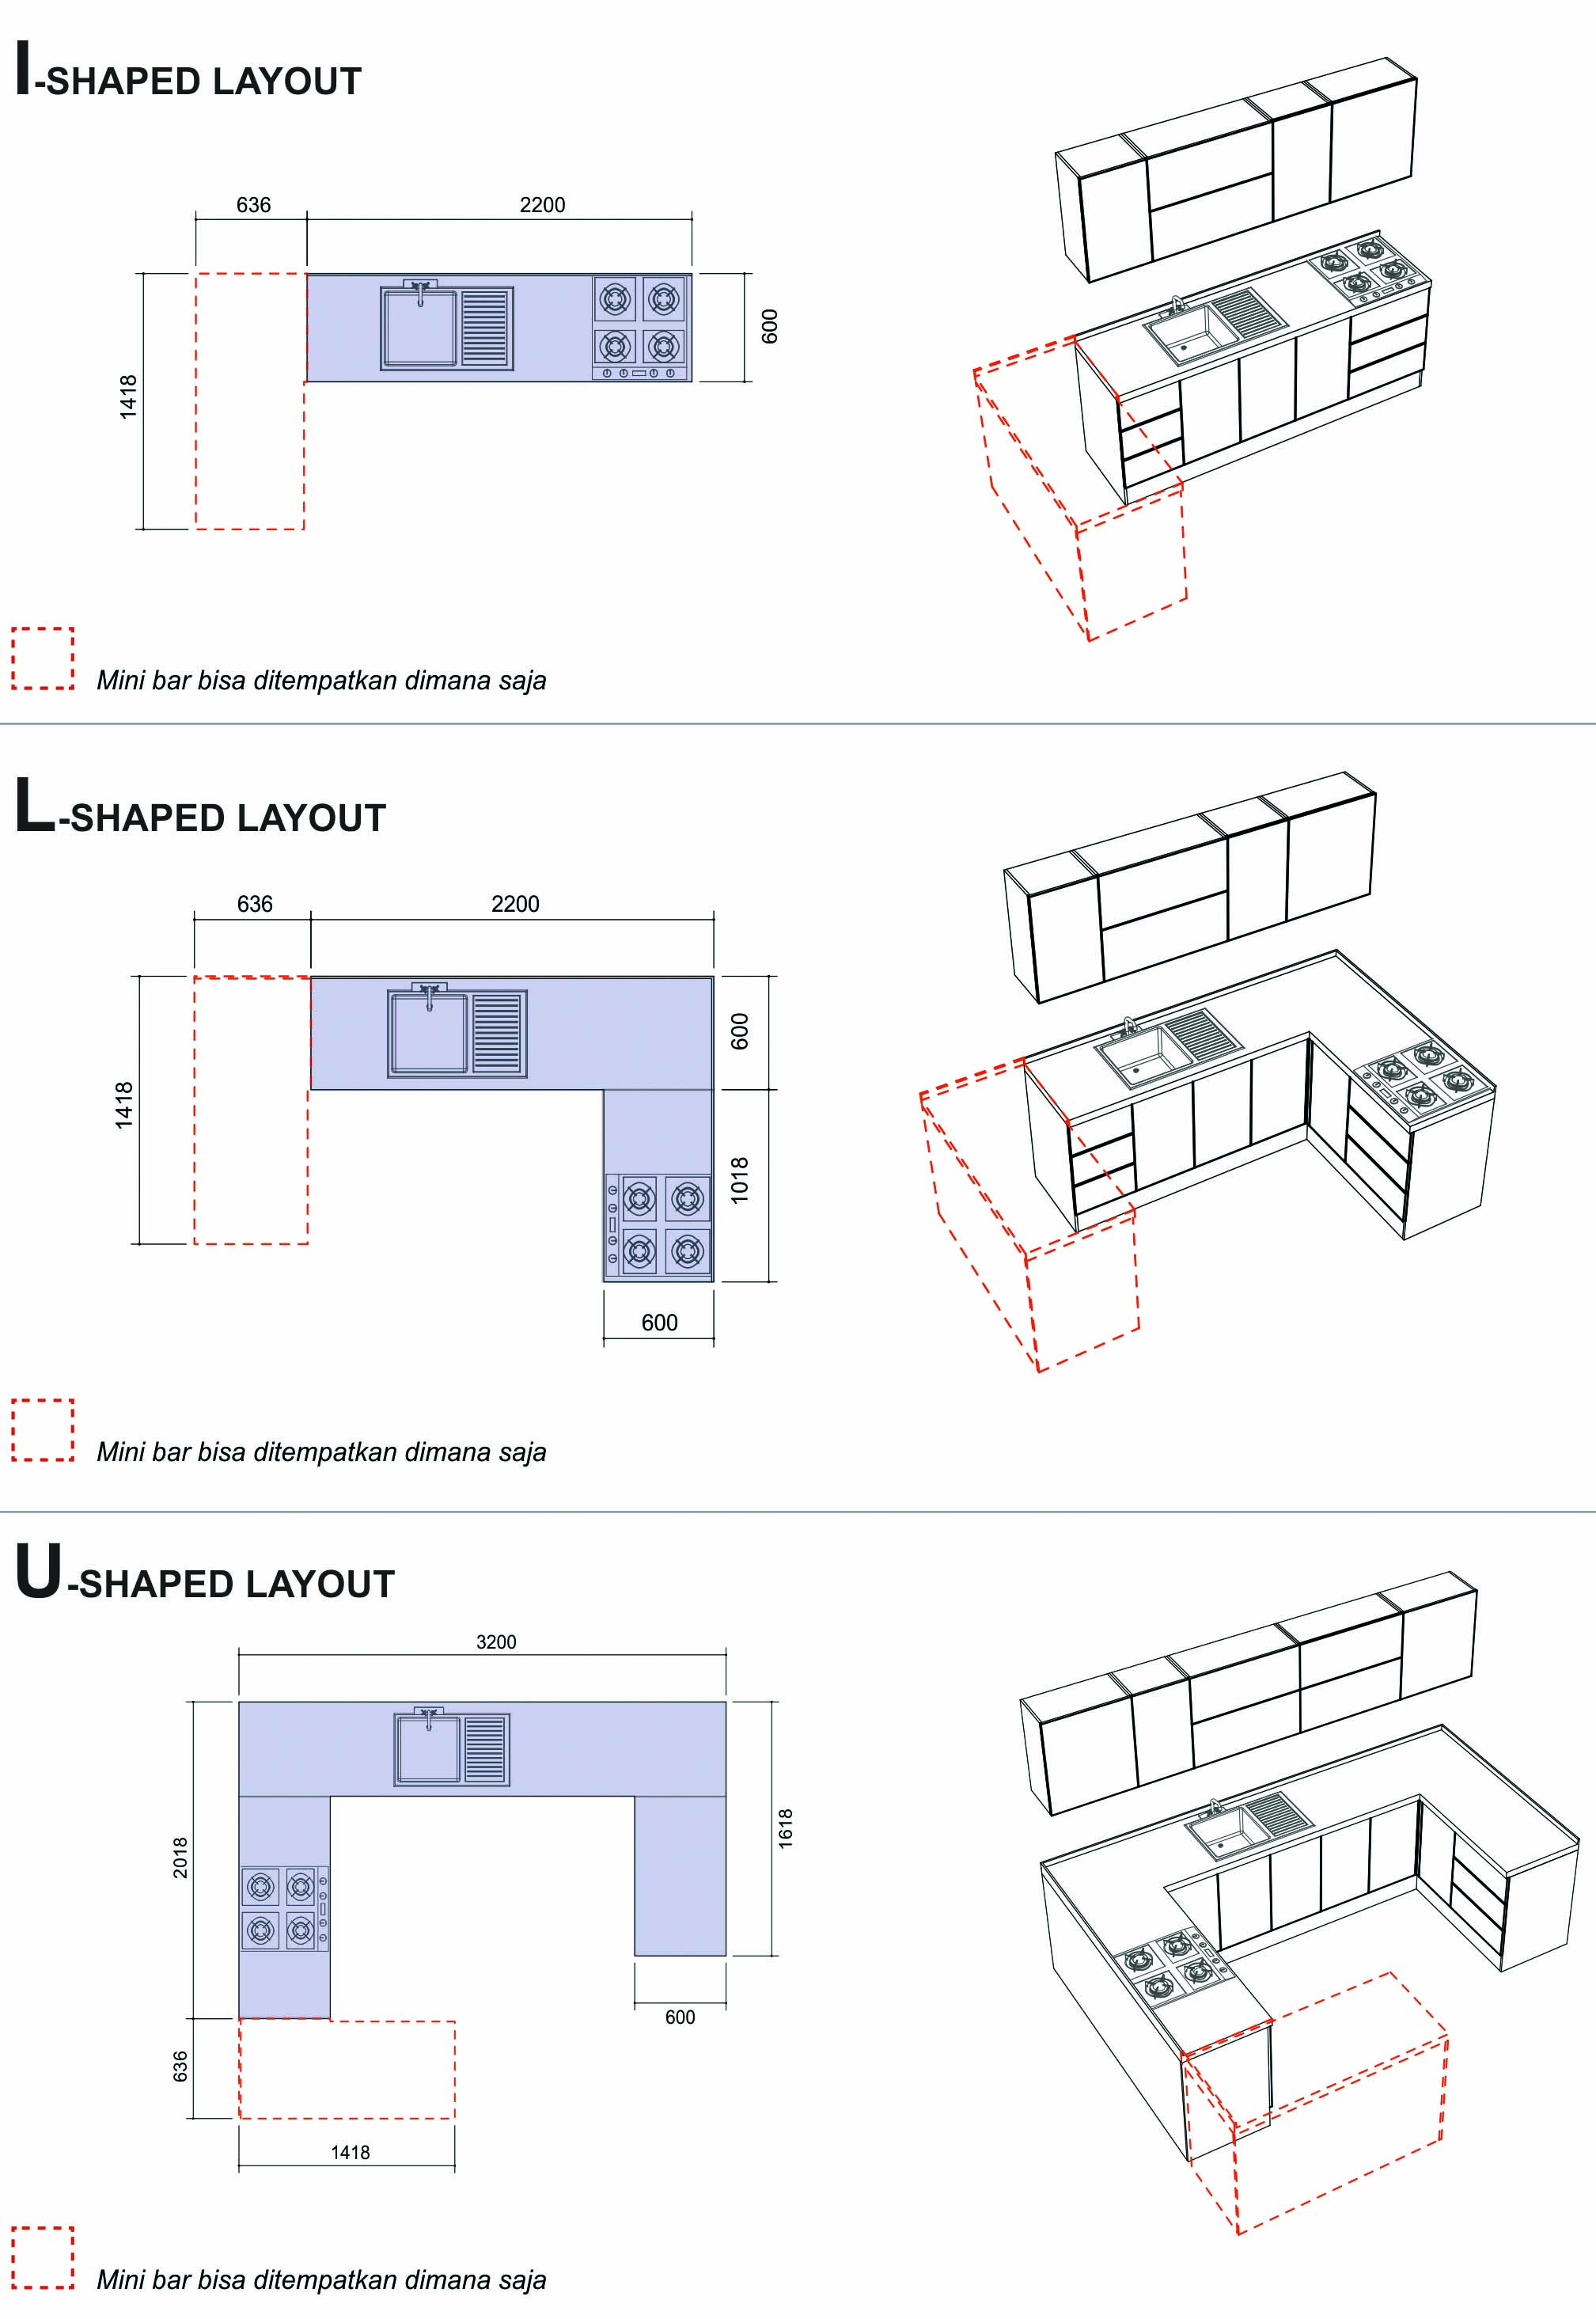 I-SHAPED LAYOUT
636
2200
1418
600
Mini bar bisa ditempatkan dimana saja
L-SHAPED LAYOUT
636
2200
1418
600
1018
600
Mini bar bisa ditempatkan dimana saja
U-SHAPED LAYOUT
3200
2018
1618
600
636
1418
Mini bar bisa ditempatkan dimana saja